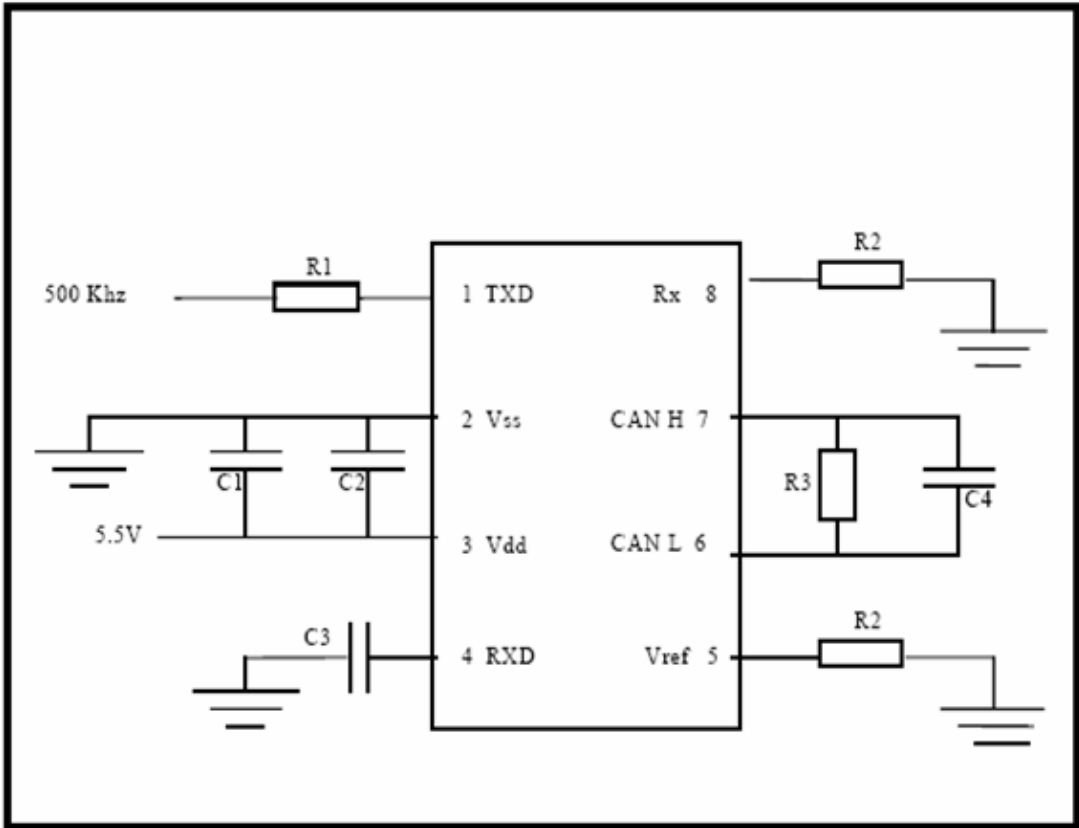 R2
R1
500 Khz
1 TXD
Rx 8
2 Vss
CAN H 7
C1
C2
R3
C4
5.5V
3 Vdd
CAN L 6
C3
R2
4 RXD
Vref 5